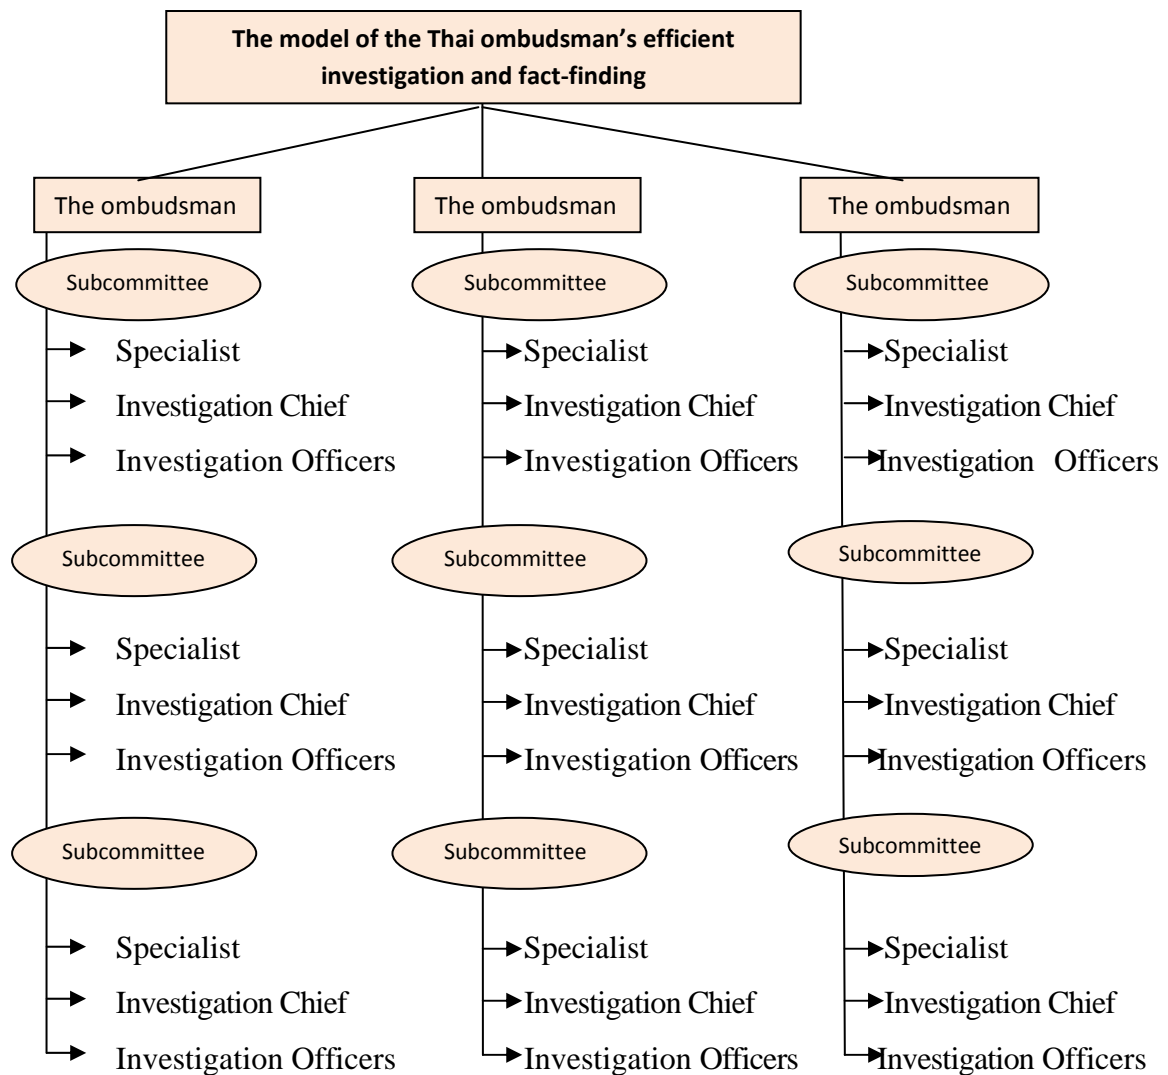 The model of the Thai ombudsman’s efficient
investigation and fact-finding
The ombudsman
The ombudsman
The ombudsman
Subcommittee
Subcommittee
Subcommittee
Specialist
Specialist
Specialist
Investigation Chief
Investigation Chief
Investigation Chief
Investigation Officers
Investigation Officers
Investigation Officers
Subcommittee
Subcommittee
Subcommittee
Specialist
Specialist
Specialist
Investigation Chief
Investigation Chief
Investigation Chief
Investigation Officers
Investigation Officers
Investigation Officers
Subcommittee
Subcommittee
Subcommittee
Specialist
Specialist
Specialist
Investigation Chief
Investigation Chief
Investigation Chief
Investigation Officers
Investigation Officers
Investigation Officers